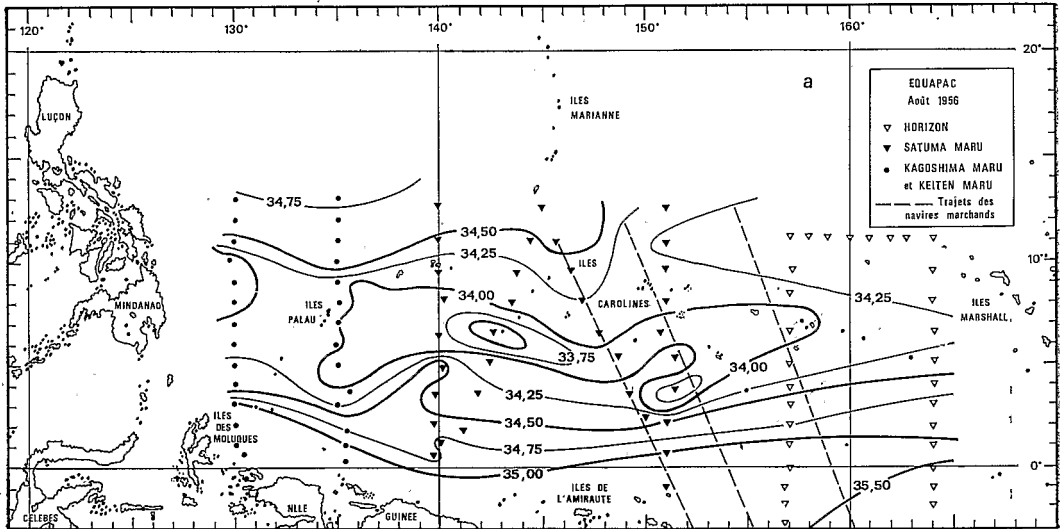 120°
130°
140°
150°
160°
20°
a
EQUAPAC
Août 1956
HORIZON
SATUMA MARU
KAGOSHIMA MARU
et KEITEN MARU
Trajets des
navires marchands
LUÇON
ILES
MARIANNE
34,75
34,50
34,25
10°
ILES
CAROLINES
34,00
34,25
MINDANAO
ILES
PALAU
ILES
MARSHALL
33,75
34,00
34,25
34,50
ILES
DES
MOLUQUES
34,75
35,00
0°
35,50
ILES DE
L'AMIRAUTE
CELEBES
NLLE
GUINEE